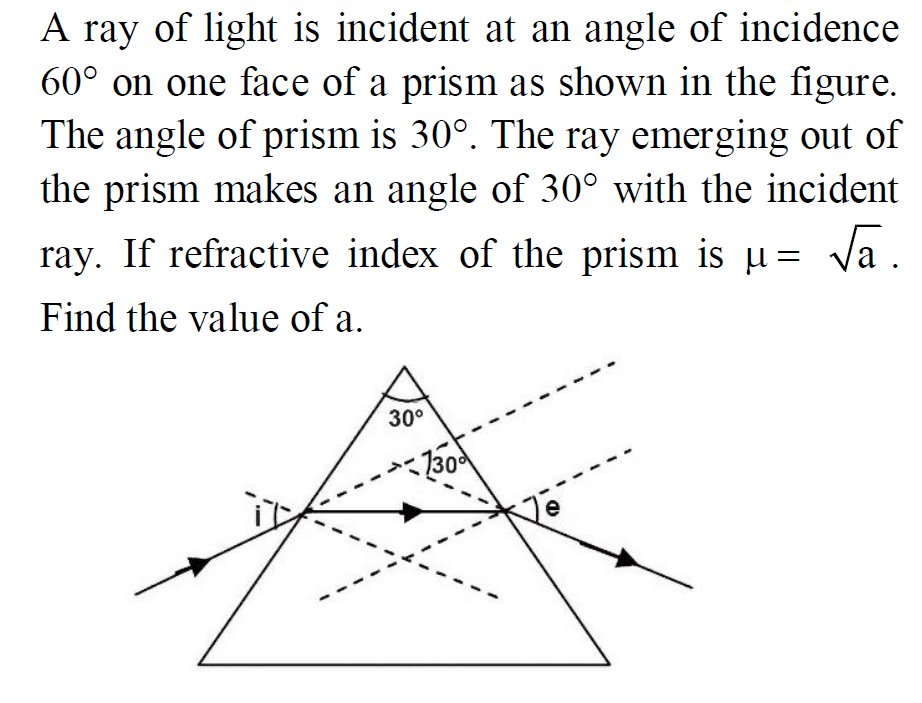 A ray of light is incident at an angle of incidence
60° on one face of a prism as shown in the figure.
The angle of prism is 30°. The ray emerging out of
the prism makes an angle of 30° with the incident
ray. If refractive index of the prism is μ = √a .
Find the value of a.
30°
30°
i
e